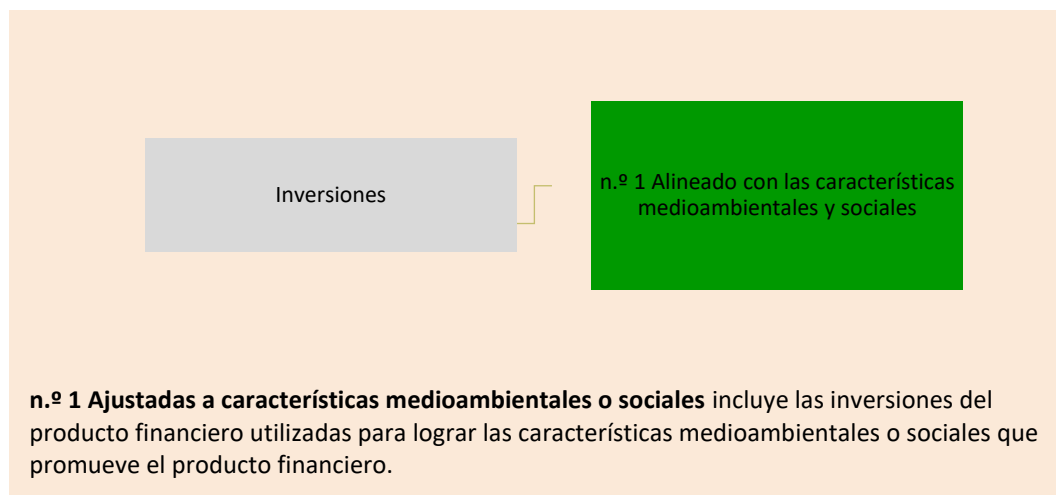 Inversiones
n.º 1 Alineado con las características
medioambientales y sociales
n.º 1 Ajustadas a características medioambientales o sociales incluye las inversiones del
producto financiero utilizadas para lograr las características medioambientales o sociales que
promueve el producto financiero.